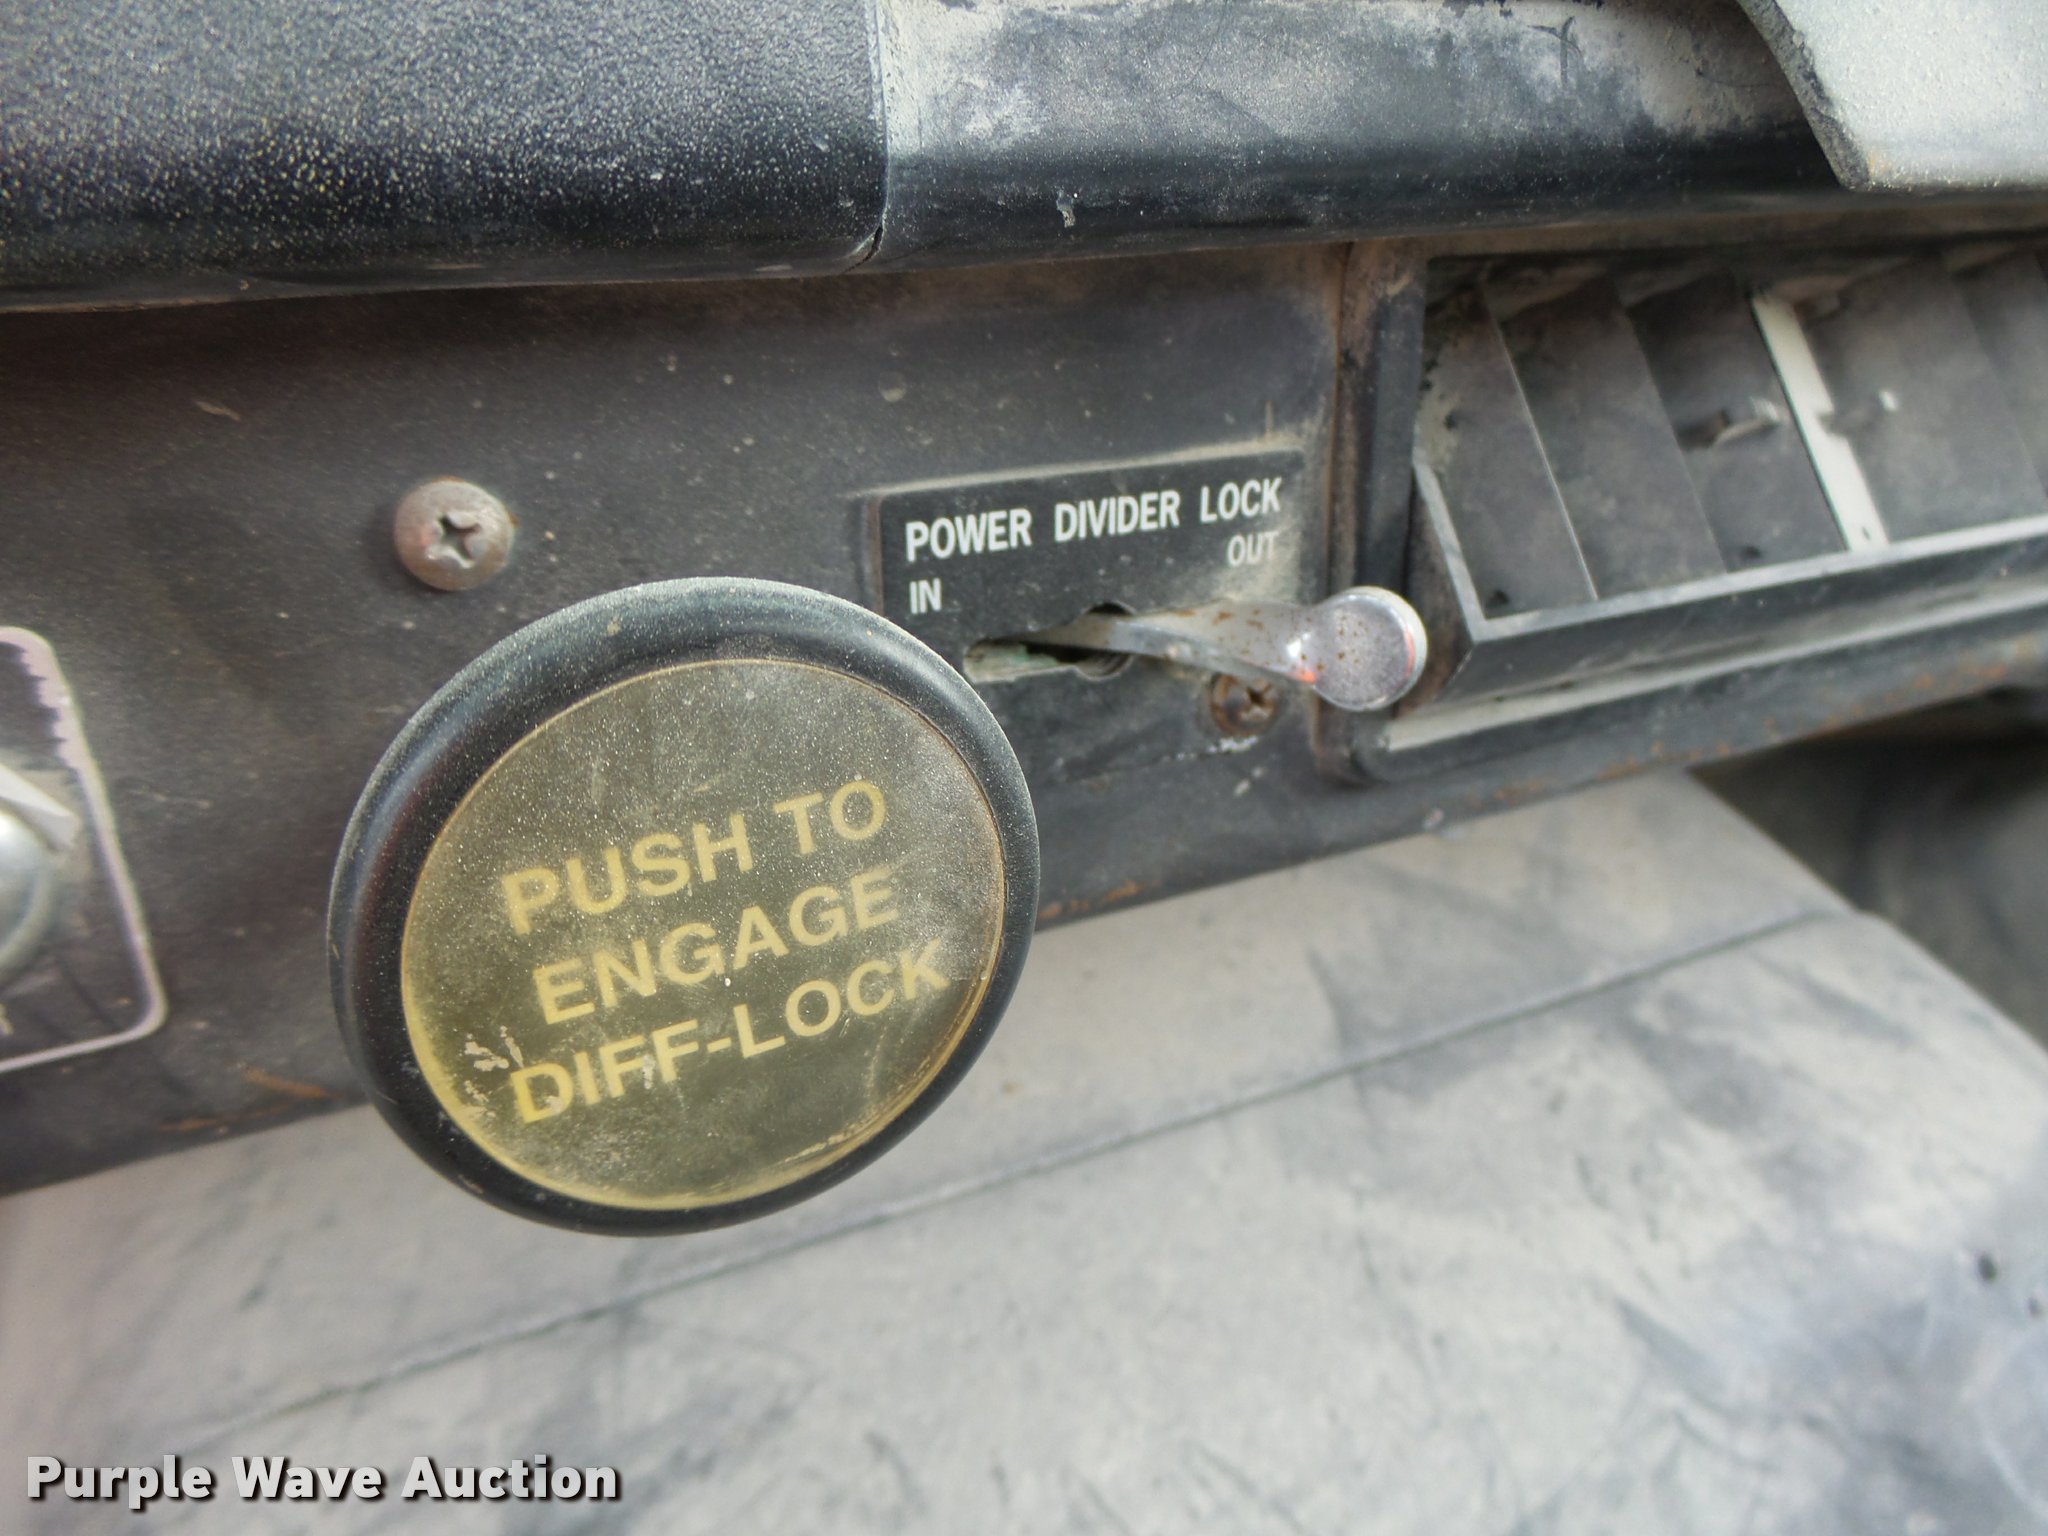 POWER DIVIDER LOCK
IN OUT
PUSH TO
ENGAGE
DIFF-LOCK
Purple Wave Auction